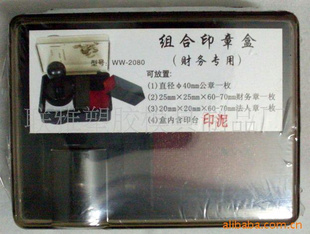 组合印章盒
(财务专用)
型号: WW-2080
可放置:
(1)直径φ40mm公章一枚
(2)25mm×25mm×60-70mm财务章一枚
(3)20mm×20mm×60-70mm法人章一枚
(4)盒内含印台 印泥
alibaba.com.cn